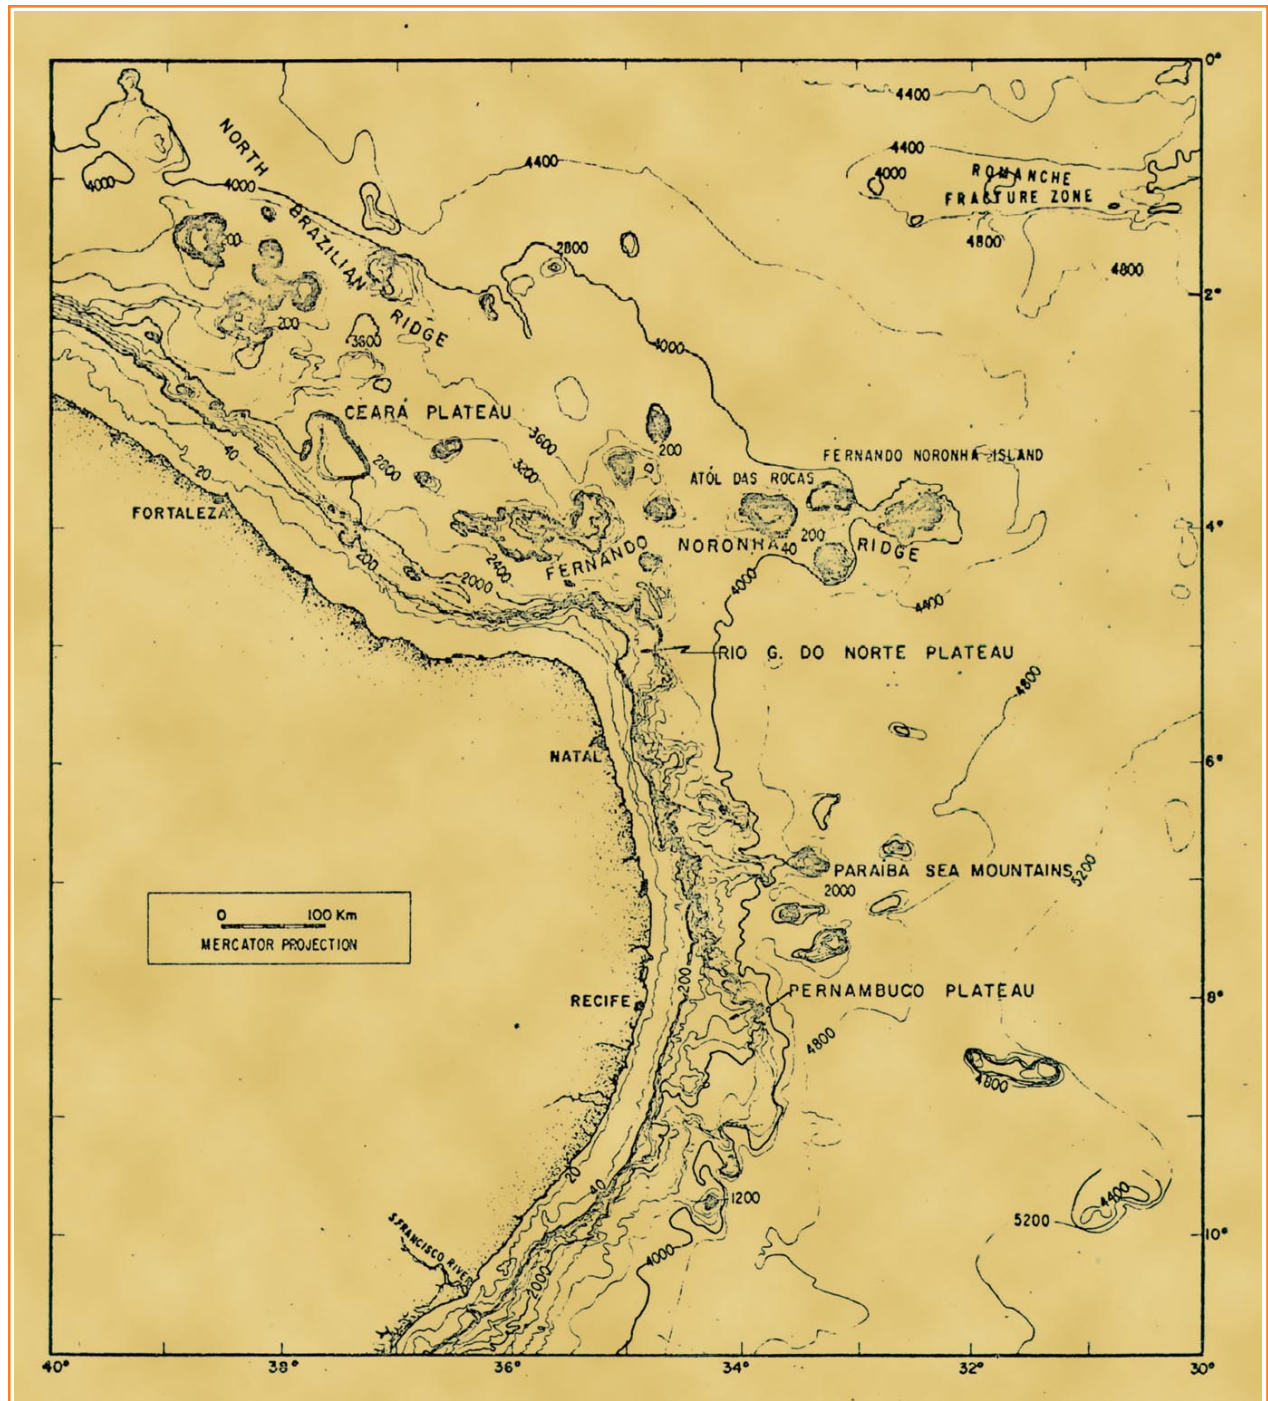 0°
4400
4400
NORTH
4400
4000
ROMANCHE
FRACTURE ZONE
4000
4000
BRAZILIAN
200
2800
4800
4800
2°
200
RIDGE
3600
4000
CEARÁ PLATEAU
3600
200
FERNANDO NORONHA ISLAND
40
2800
3200
ATÓL DAS ROCAS
20
FORTALEZA
4°
200
FERNANDO NORONHA RIDGE
40
200
2400
2000
4000
4400
RIO G. DO NORTE PLATEAU
4800
NATAL
6°
PARAIBA SEA MOUNTAINS
5200
2000
0 100 Km
MERCATOR PROJECTION
200
PERNAMBUCO PLATEAU
RECIFE
8°
4800
4800
20
40
1200
4400
5200
10°
S.FRANCISCO RIVER
4000
2000
40°
38°
36°
34°
32°
30°